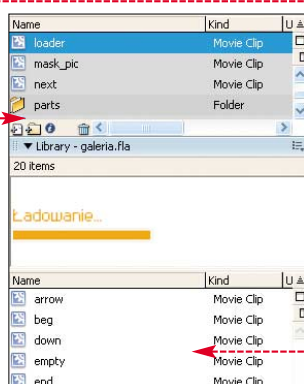 Name Kind U
loader Movie Clip
mask_pic Movie Clip
next Movie Clip
parts Folder
Library - galeria.fla
20 items
Ładowanie...
Name Kind U
arrow Movie Clip
beg Movie Clip
down Movie Clip
empty Movie Clip
end Movie Clip